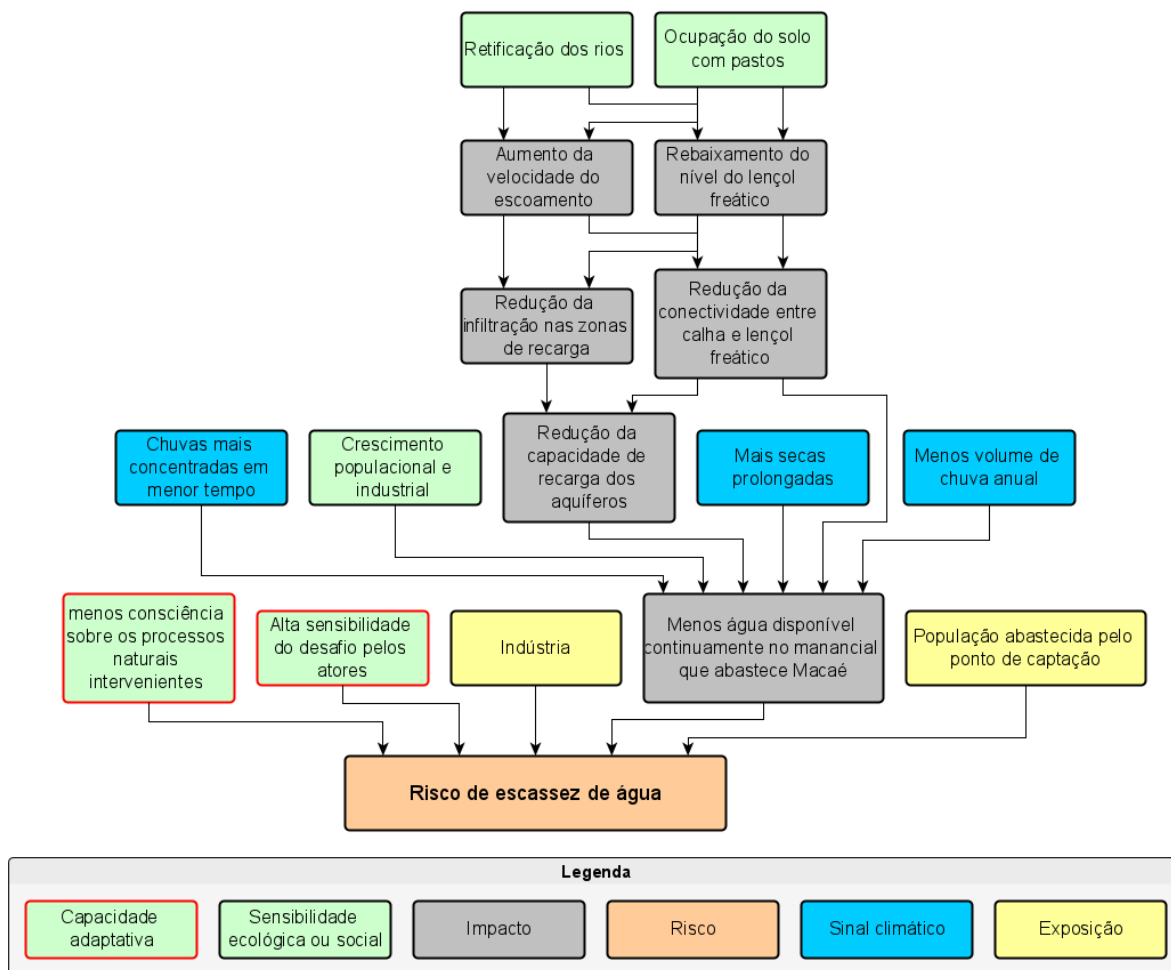 Retificação dos rios
Ocupação do solo
com pastos
Aumento da
velocidade do
escoamento
Rebaixamento do
nível do lençol
freático
Redução da
infiltração nas zonas
de recarga
Redução da
conectividade entre
calha e lençol
freático
Chuvas mais
concentradas em
menor tempo
Crescimento
populacional e
industrial
Redução da
capacidade de
recarga dos
aquíferos
Mais secas
prolongadas
Menos volume de
chuva anual
menos consciência
sobre os processos
naturais
intervenientes
Alta sensibilidade
do desafio pelos
atores
Indústria
Menos água disponível
continuamente no manancial
que abastece Macaé
População abastecida pelo
ponto de captação
Risco de escassez de água
Legenda
Capacidade
adaptativa
Sensibilidade
ecológica ou social
Impacto
Risco
Sinal climático
Exposição